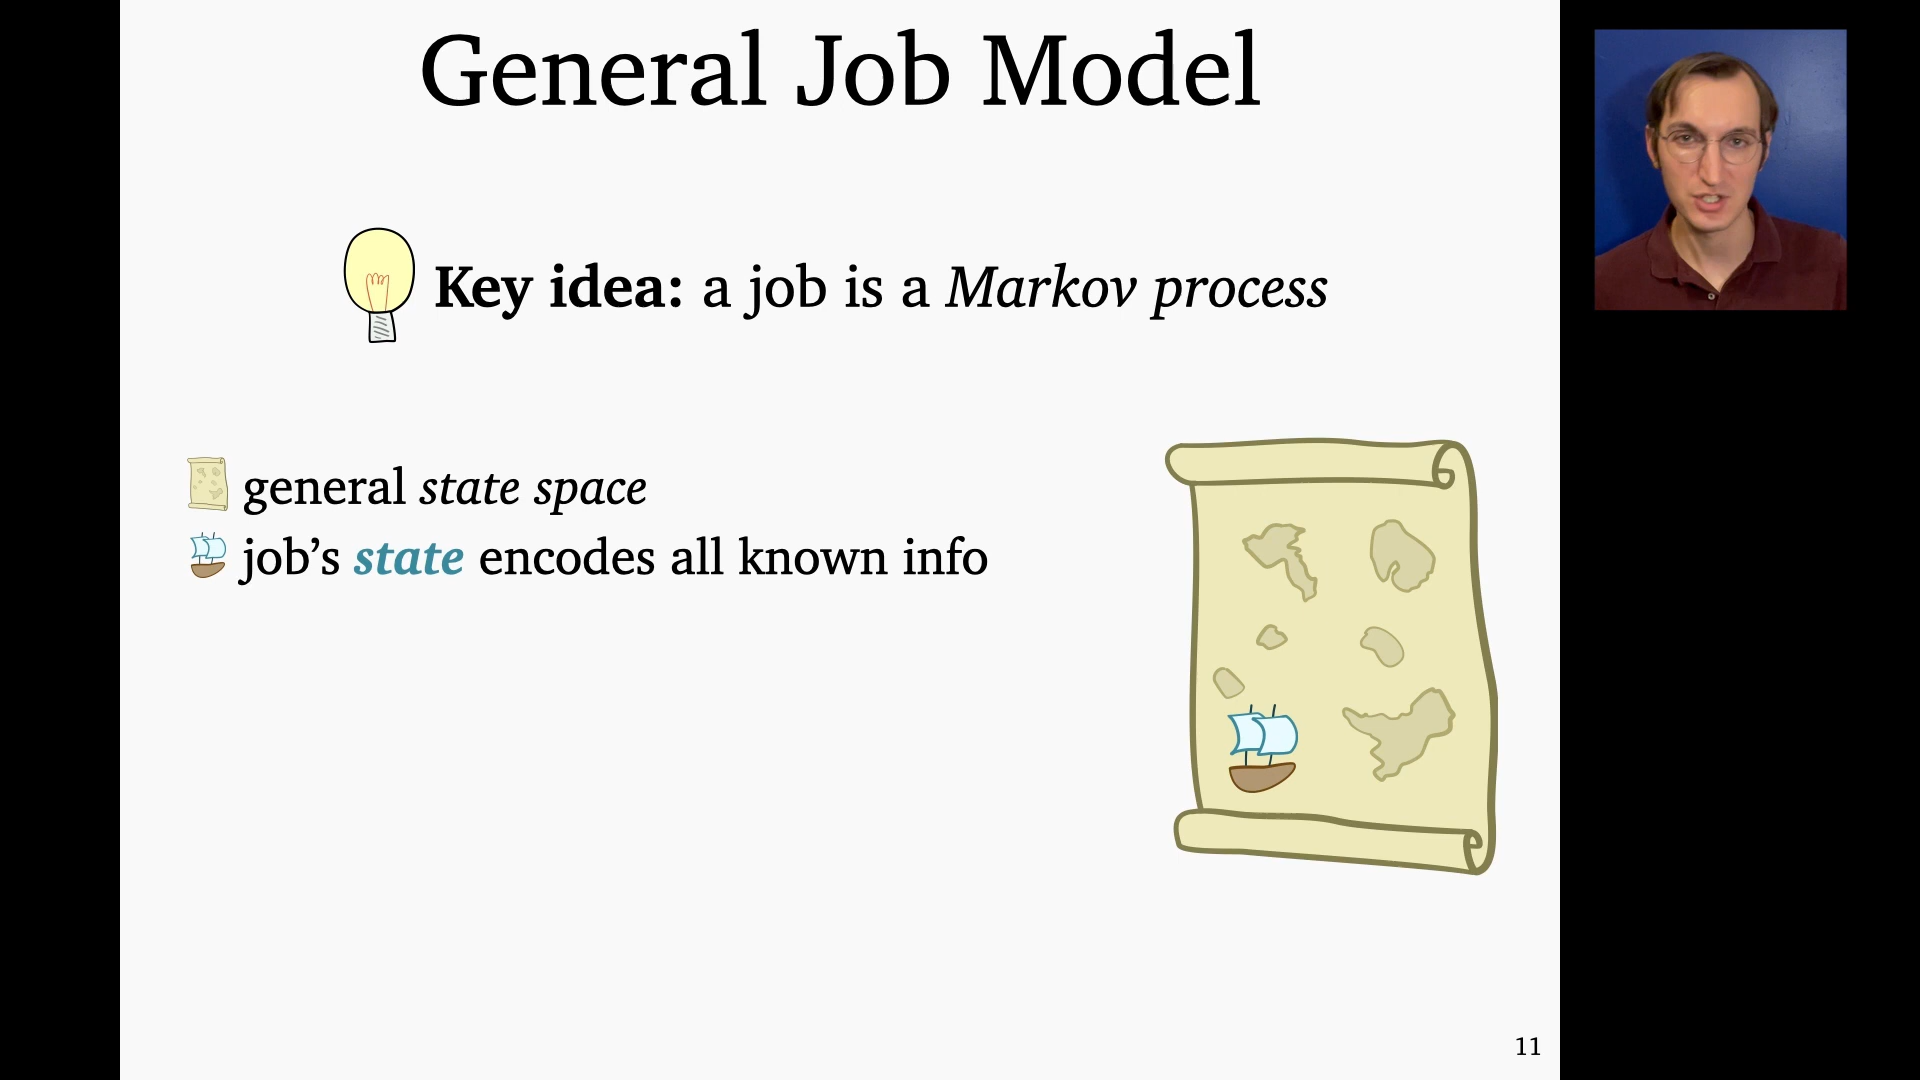 General Job Model
Key idea: a job is a Markov process
general state space
job’s state encodes all known info
11